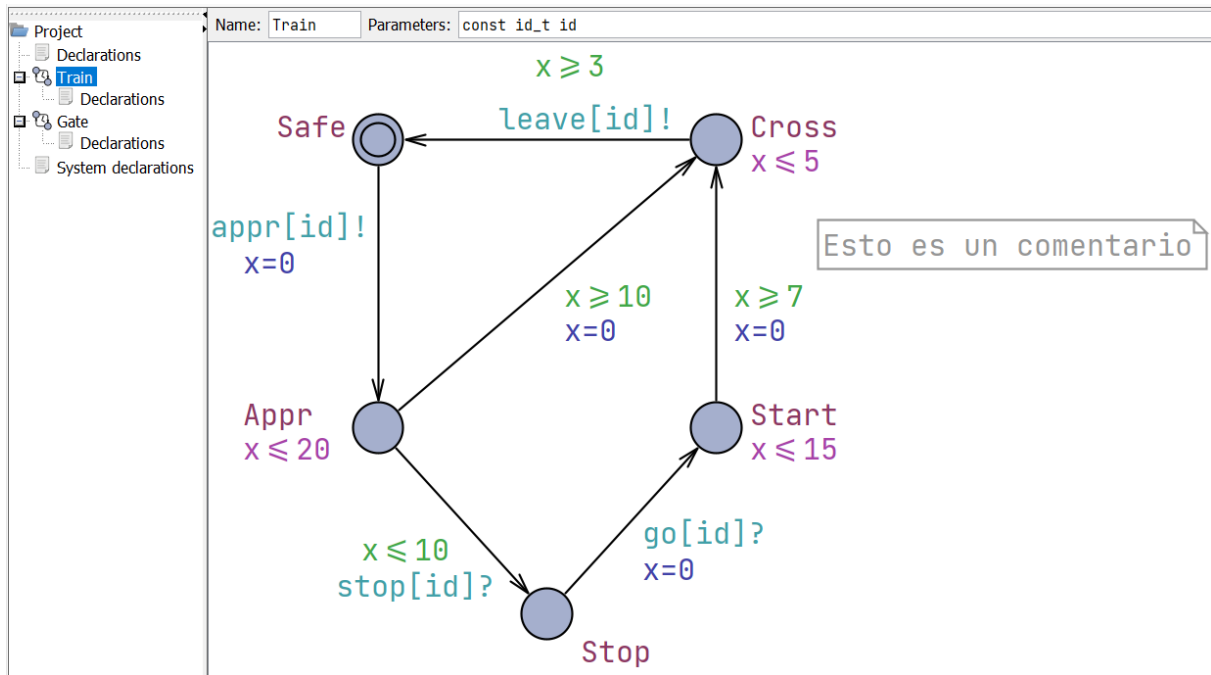 Project
Declarations
Train
Declarations
Gate
Declarations
System declarations
Name: Train Parameters: const id_t id
x ⩾ 3
leave[id]!
Safe
Cross
x ⩽ 5
appr[id]!
x=0
Esto es un comentario
x ⩾ 10
x=0
x ⩾ 7
x=0
Appr
x ⩽ 20
Start
x ⩽ 15
x ⩽ 10
stop[id]?
go[id]?
x=0
Stop